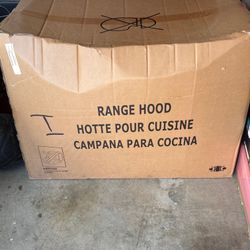 RANGE HOOD
HOTTE POUR CUISINE
CAMPANA PARA COCINA